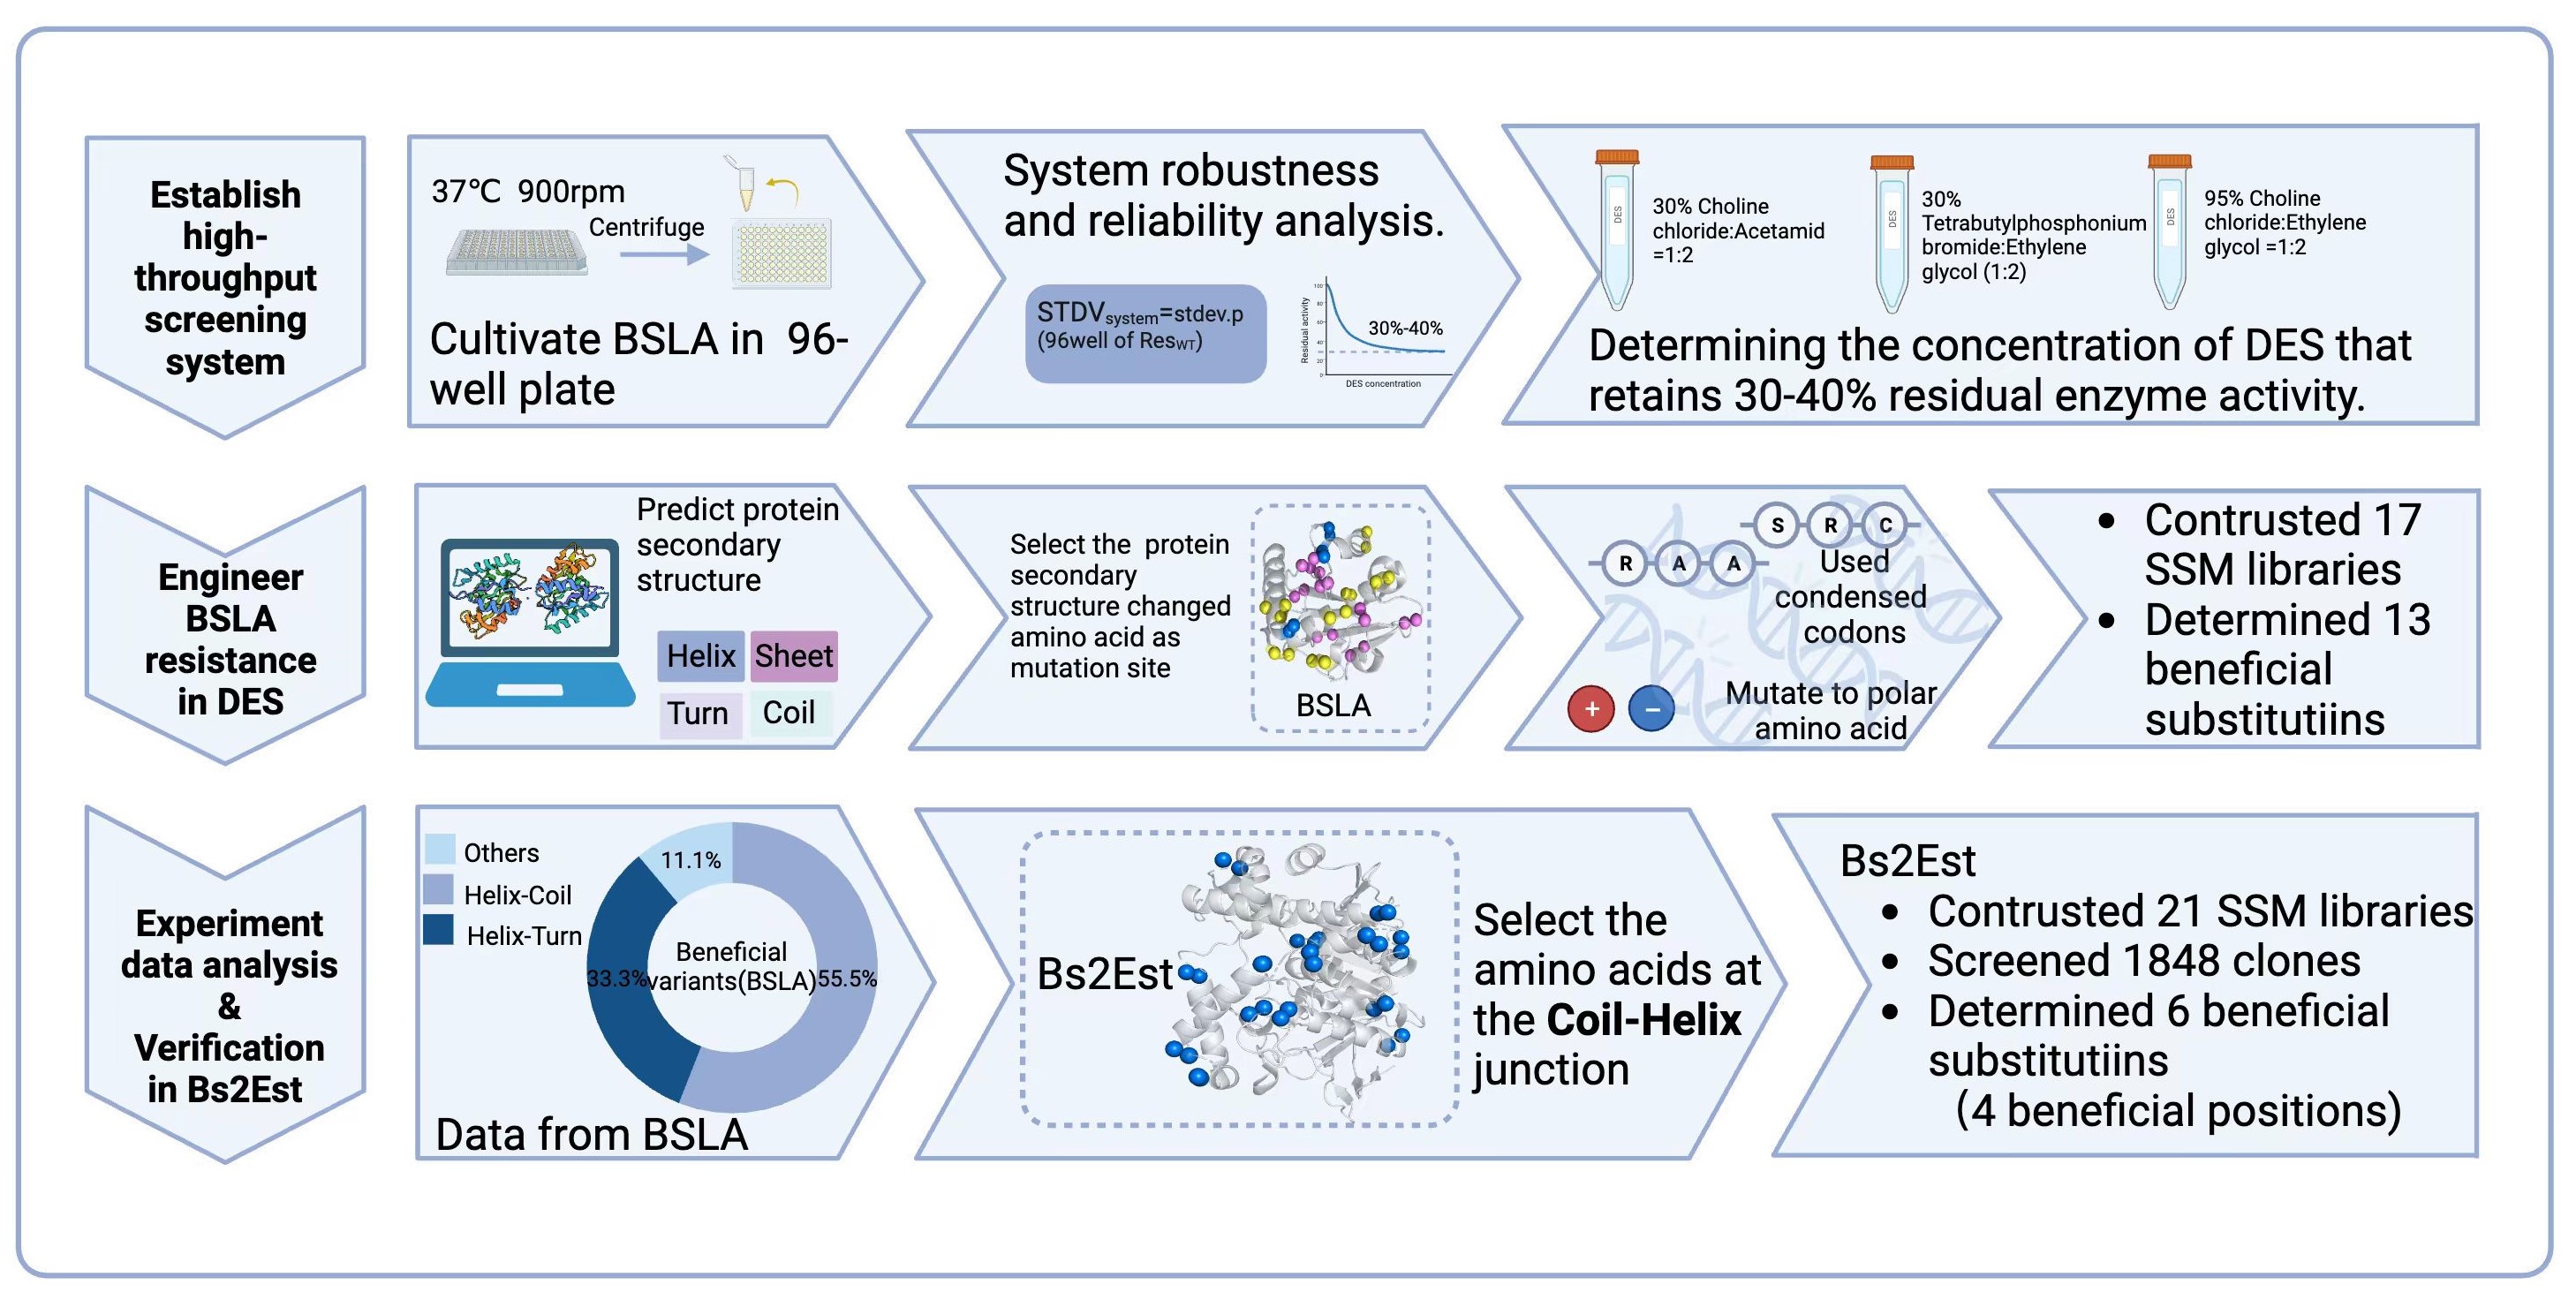 Establish
high-
throughput
screening
system
37℃ 900rpm
Centrifuge
Cultivate BSLA in 96-
well plate
System robustness
and reliability analysis.
STDVsystem=stdev.p
(96well of ResWT)
Residual activity
100
80
60
40
20
0
30%-40%
DES concentration
DES
30% Choline
chloride:Acetamid
=1:2
DES
30%
Tetrabutylphosphonium
bromide:Ethylene
glycol (1:2)
DES
95% Choline
chloride:Ethylene
glycol =1:2
Determining the concentration of DES that
retains 30-40% residual enzyme activity.
Engineer
BSLA
resistance
in DES
Predict protein
secondary
structure
Helix
Sheet
Turn
Coil
Select the protein
secondary
structure changed
amino acid as
mutation site
BSLA
S R C
R A A
Used
condensed
codons
+ −
Mutate to polar
amino acid
• Contrusted 17
SSM libraries
• Determined 13
beneficial
substitutiins
Experiment
data analysis
&
Verification
in Bs2Est
Others
Helix-Coil
Helix-Turn
11.1%
33.3%
55.5%
Beneficial
variants(BSLA)
Data from BSLA
Bs2Est
Select the
amino acids at
the Coil-Helix
junction
Bs2Est
• Contrusted 21 SSM libraries
• Screened 1848 clones
• Determined 6 beneficial
substitutiins
(4 beneficial positions)